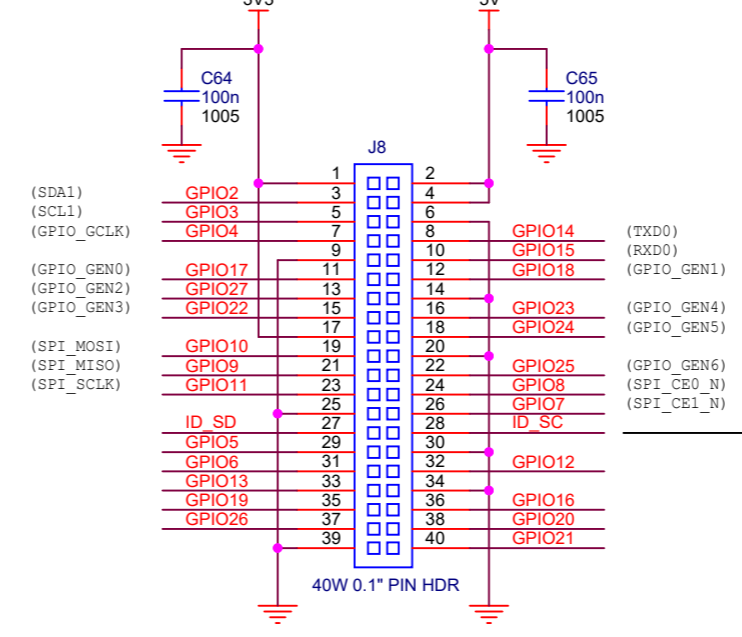 3V3 5V
C64 C65
100n 100n
1005 1005
J8
1 2
(SDA1) GPIO2 3 4
(SCL1) GPIO3 5 6
(GPIO_GCLK) GPIO4 7 8 GPIO14 (TXD0)
9 10 GPIO15 (RXD0)
(GPIO_GEN0) GPIO17 11 12 GPIO18 (GPIO_GEN1)
(GPIO_GEN2) GPIO27 13 14
(GPIO_GEN3) GPIO22 15 16 GPIO23 (GPIO_GEN4)
17 18 GPIO24 (GPIO_GEN5)
(SPI_MOSI) GPIO10 19 20
(SPI_MISO) GPIO9 21 22 GPIO25 (GPIO_GEN6)
(SPI_SCLK) GPIO11 23 24 GPIO8 (SPI_CE0_N)
25 26 GPIO7 (SPI_CE1_N)
ID_SD 27 28 ID_SC
GPIO5 29 30
GPIO6 31 32 GPIO12
GPIO13 33 34
GPIO19 35 36 GPIO16
GPIO26 37 38 GPIO20
39 40 GPIO21
40W 0.1" PIN HDR